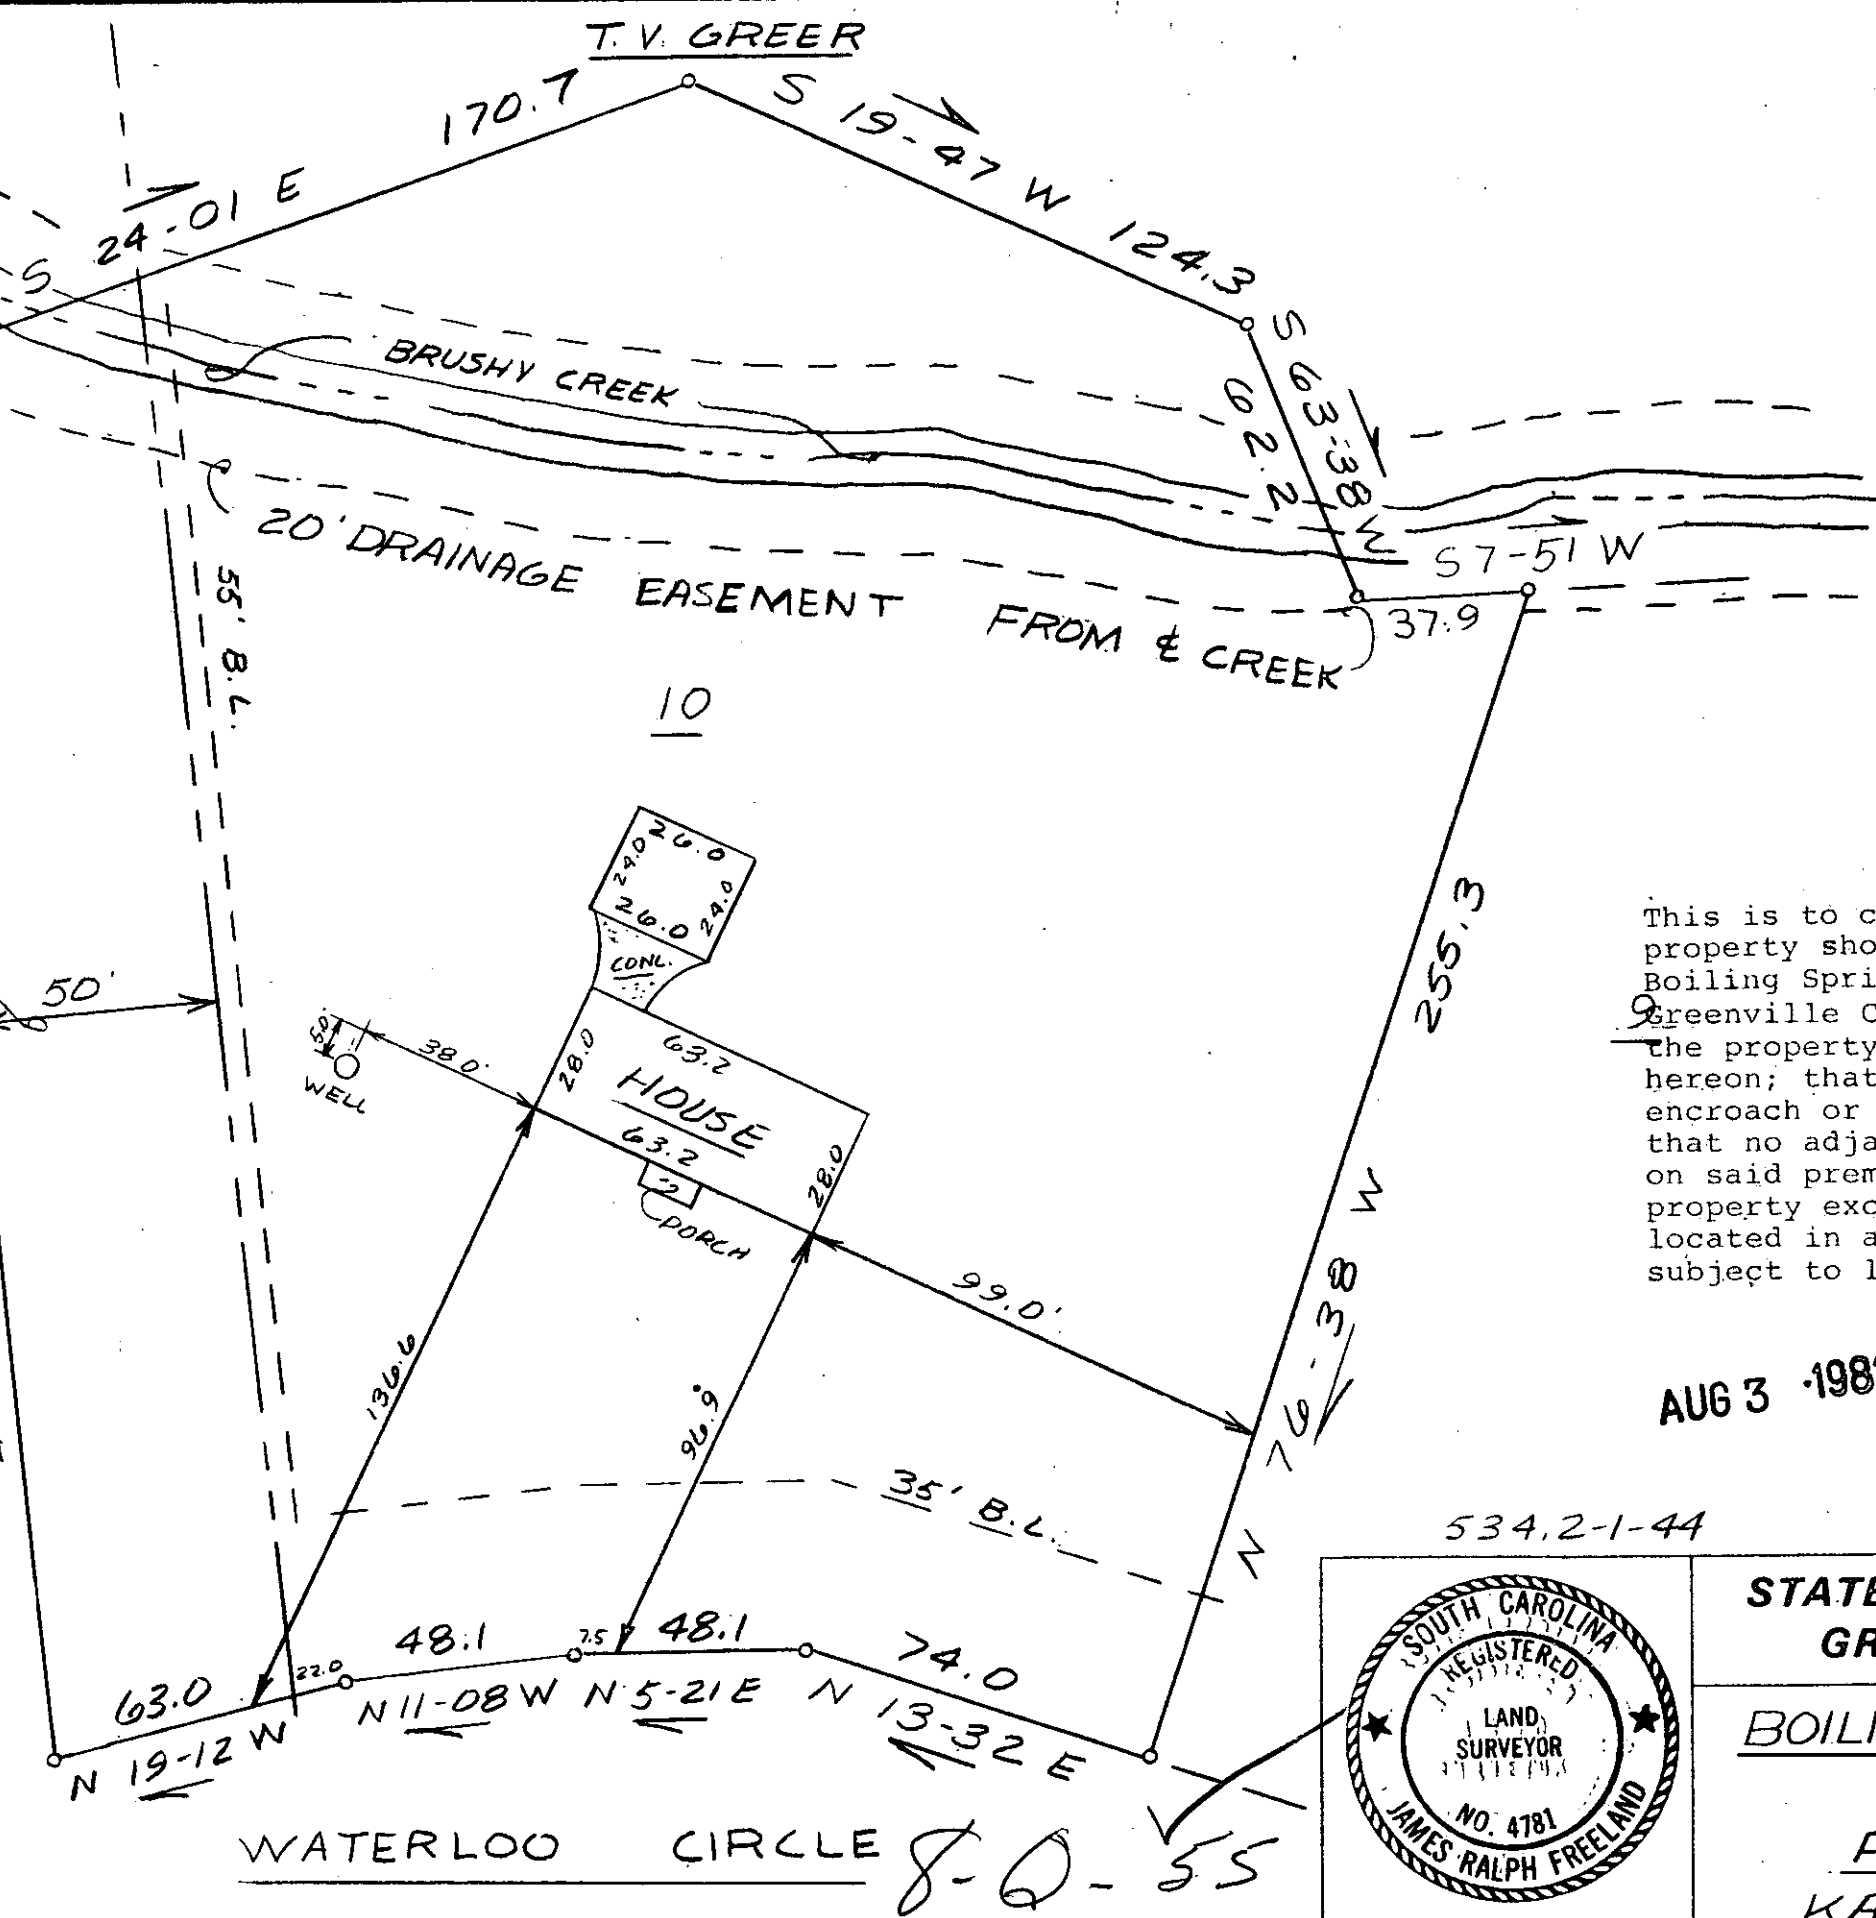 T. V. GREER
170.7
S 19-47 W 124.3
S 24-01 E
S 63-38 W
62.2
BRUSHY CREEK
S 7-51 W
37.9
20' DRAINAGE EASEMENT FROM ℄ CREEK
55' B.L.
10
26.0
24.0
24.0
26.0
CONC.
50'
5.0'
38.0'
WELL
28.0
63.2
HOUSE
63.2
28.0
PORCH
99.0'
255.3
N 76-38 W
9
This is to c
property sho
Boiling Spri
Greenville C
the property
hereon; that
encroach or
that no adja
on said prem
property exc
located in a
subject to l
AUG 3 198
136.6
96.9'
35' B.L.
534.2-1-44
63.0
22.0
48.1
7.5
48.1
74.0
N 19-12 W
N 11-08 W
N 5-21 E
N 13-32 E
WATERLOO CIRCLE
8-Q-55
SOUTH CAROLINA
REGISTERED
LAND
SURVEYOR
NO. 4781
JAMES RALPH FREELAND
STATE
GR
BOILI
KA